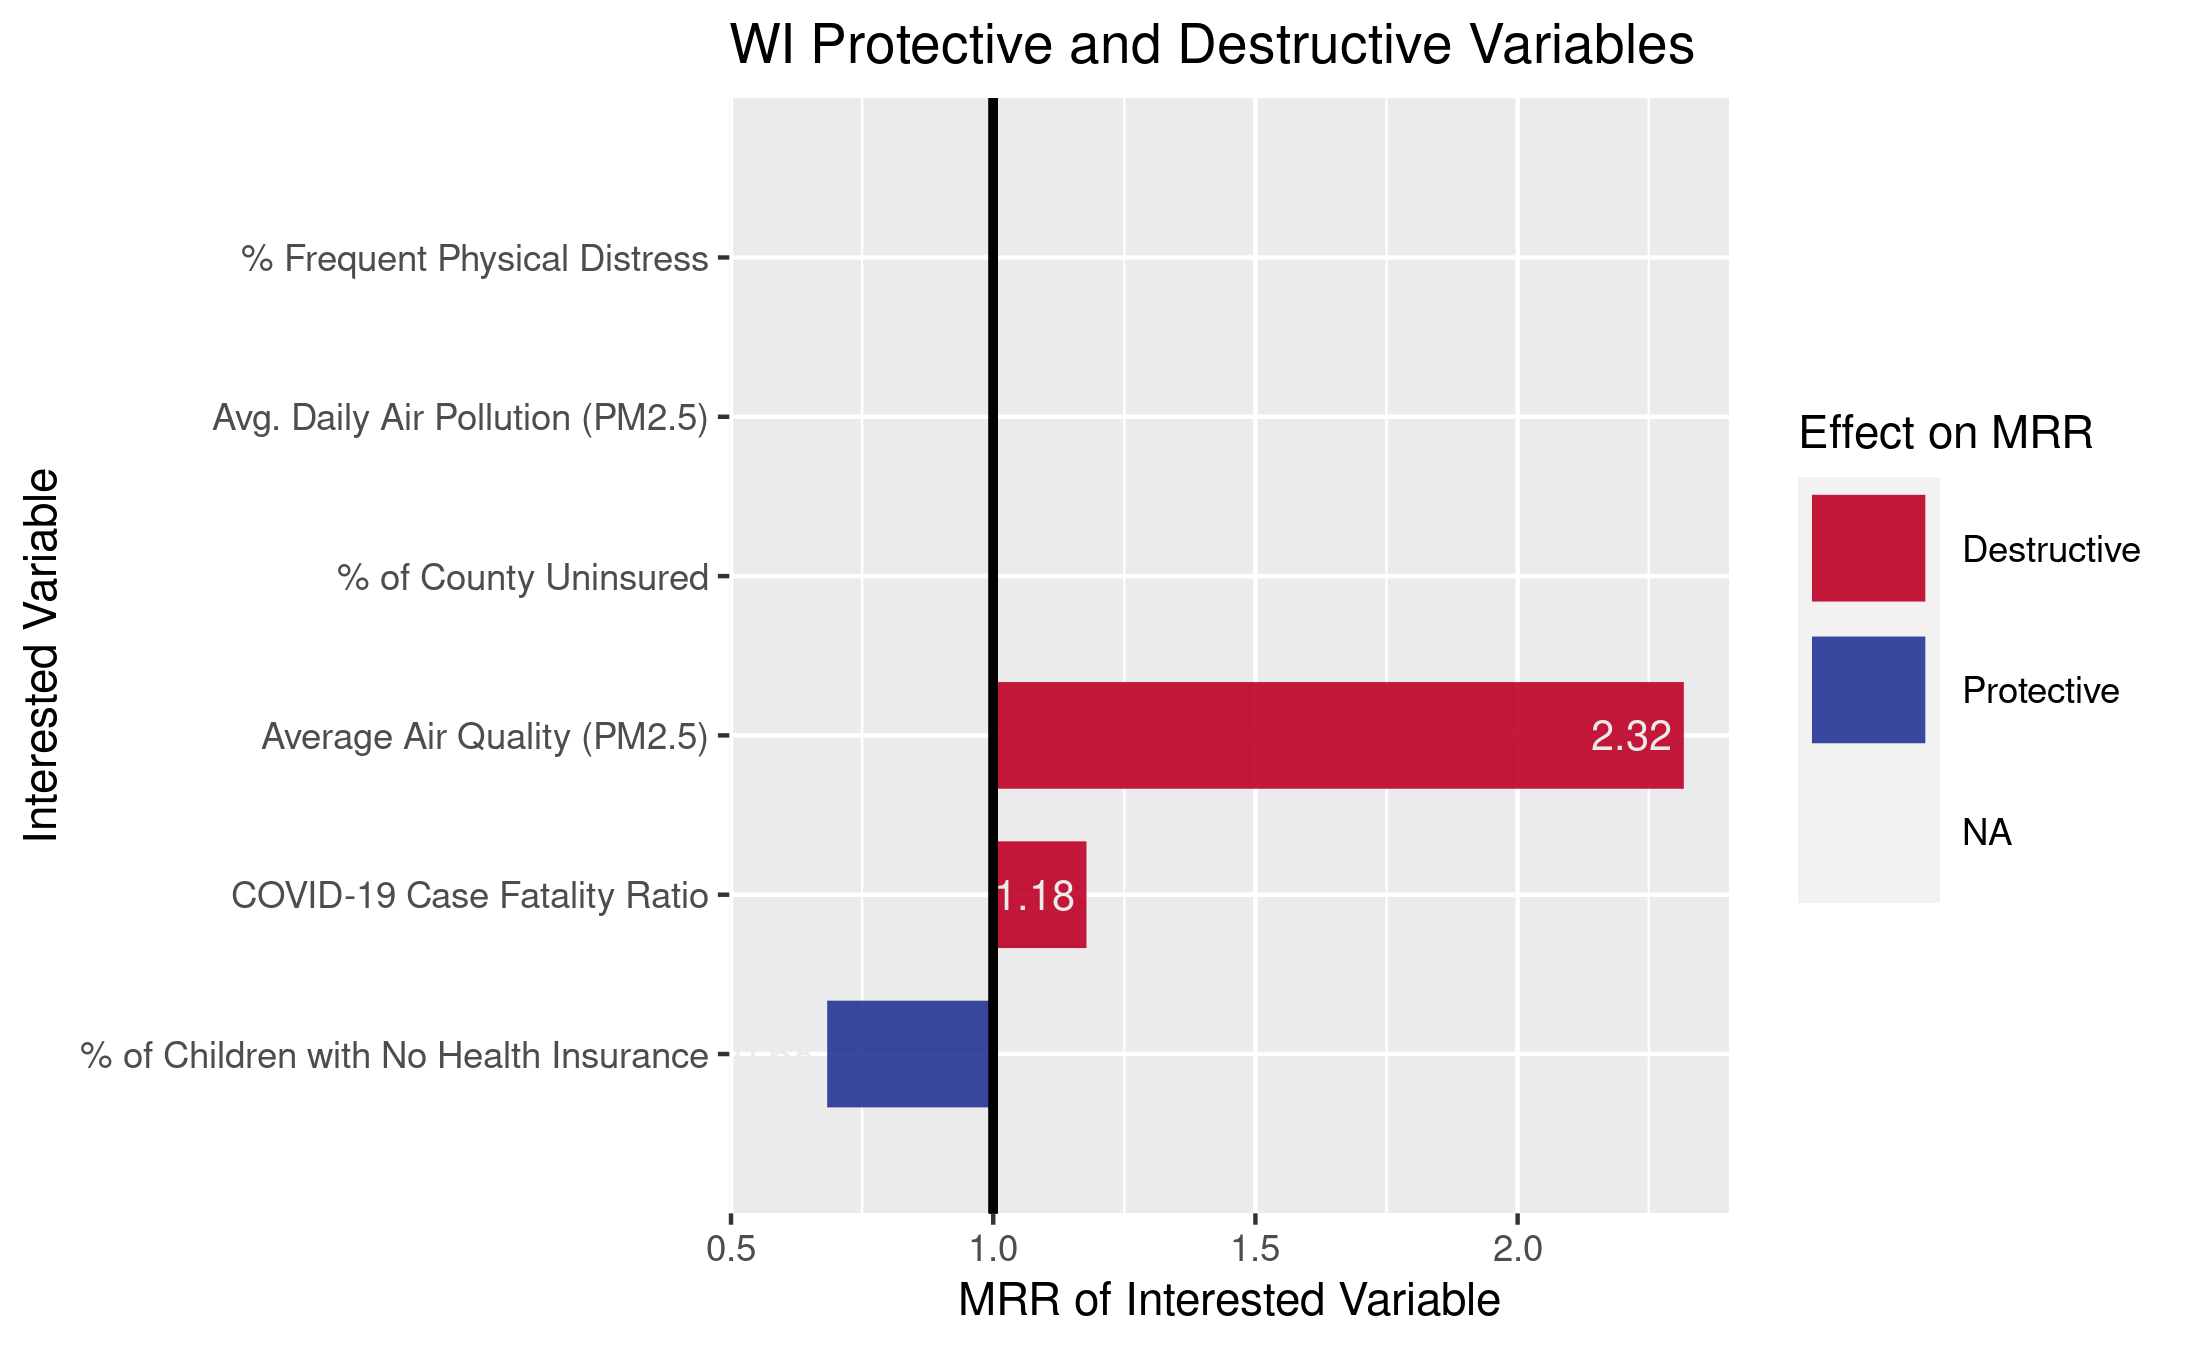 WI Protective and Destructive Variables
% Frequent Physical Distress
Avg. Daily Air Pollution (PM2.5)
% of County Uninsured
Average Air Quality (PM2.5)
2.32
COVID-19 Case Fatality Ratio
1.18
% of Children with No Health Insurance
Interested Variable
0.5 1.0 1.5 2.0
MRR of Interested Variable
Effect on MRR
Destructive
Protective
NA